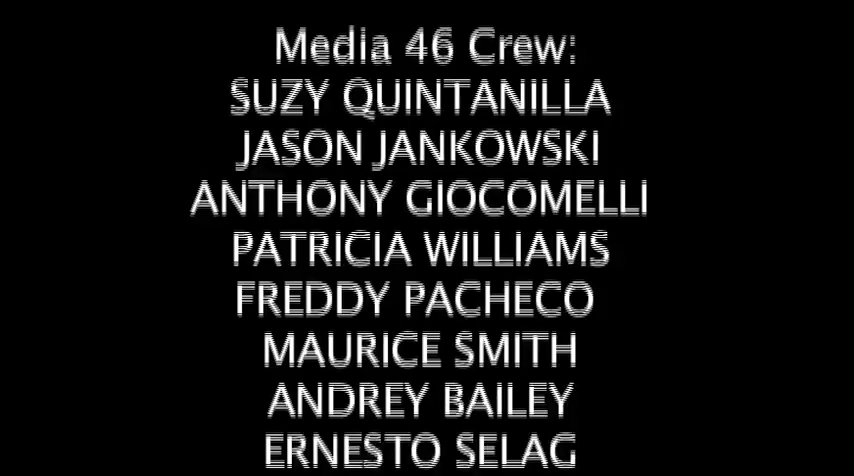 Media 46 Crew:
SUZY QUINTANILLA
JASON JANKOWSKI
ANTHONY GIOCOMELLI
PATRICIA WILLIAMS
FREDDY PACHECO
MAURICE SMITH
ANDREY BAILEY
ERNESTO SELAG